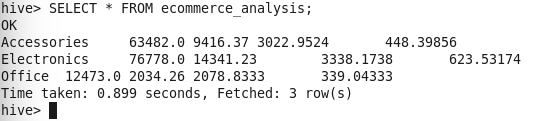 hive> SELECT * FROM ecommerce_analysis;
OK
Accessories 63482.0 9416.37 3022.9524 448.39856
Electronics 76778.0 14341.23 3338.1738 623.53174
Office 12473.0 2034.26 2078.8333 339.04333
Time taken: 0.899 seconds, Fetched: 3 row(s)
hive>